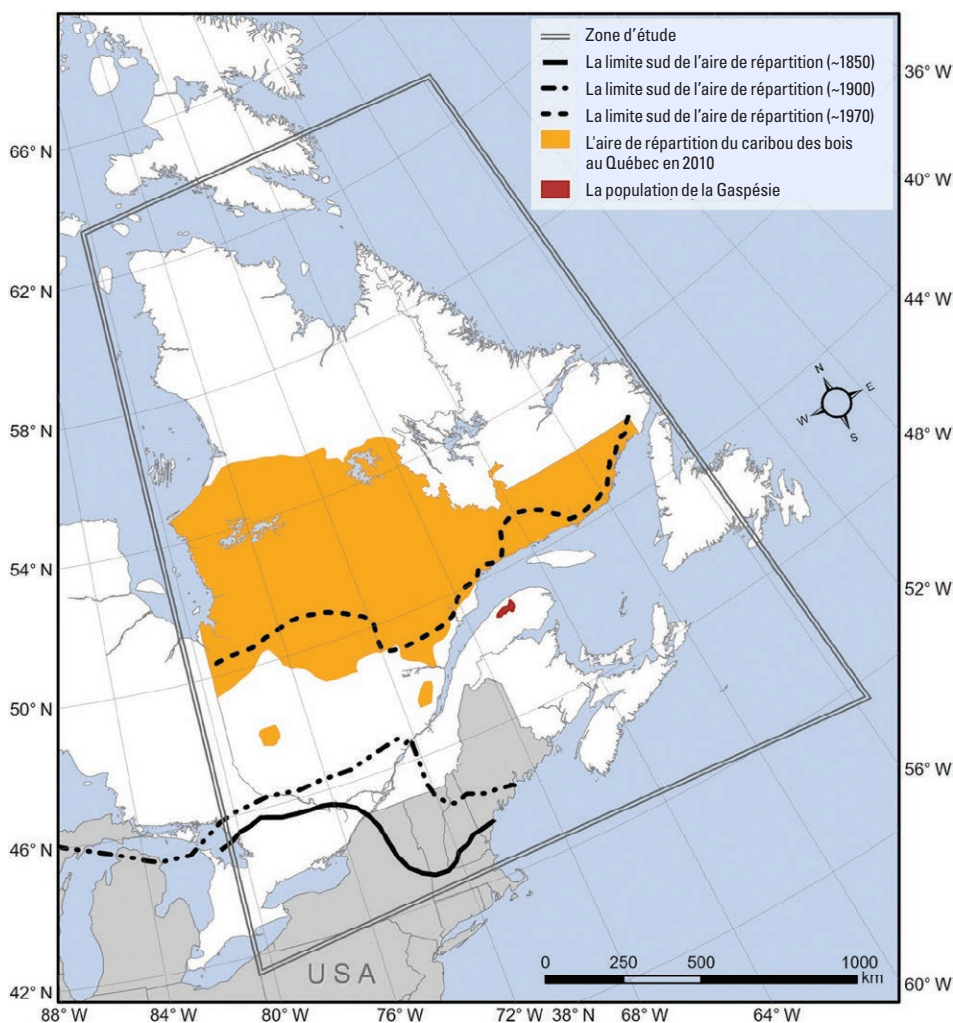 Zone d'étude
La limite sud de l'aire de répartition (~1850)
La limite sud de l'aire de répartition (~1900)
La limite sud de l'aire de répartition (~1970)
L'aire de répartition du caribou des bois
au Québec en 2010
La population de la Gaspésie
66° N
62° N
58° N
54° N
50° N
46° N
42° N
36° W
40° W
44° W
48° W
52° W
56° W
60° W
N
W
E
S
USA
0 250 500 1000
km
88° W 84° W 80° W 76° W 72° W 38° N 68° W 64° W